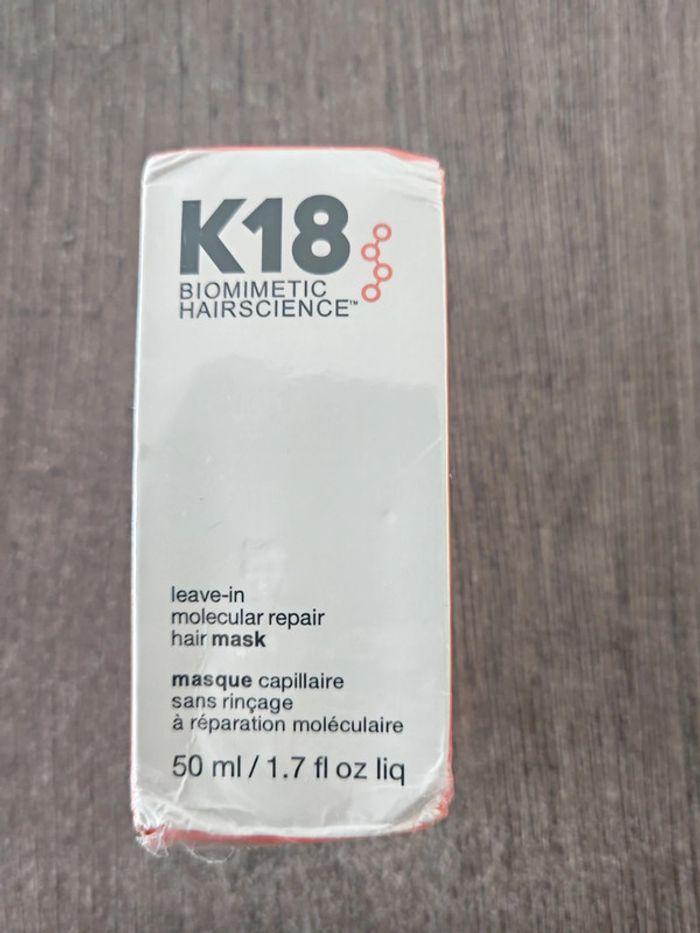 K18
BIOMIMETIC
HAIRSCIENCE™
leave-in
molecular repair
hair mask
masque capillaire
sans rinçage
à réparation moléculaire
50 ml / 1.7 fl oz liq